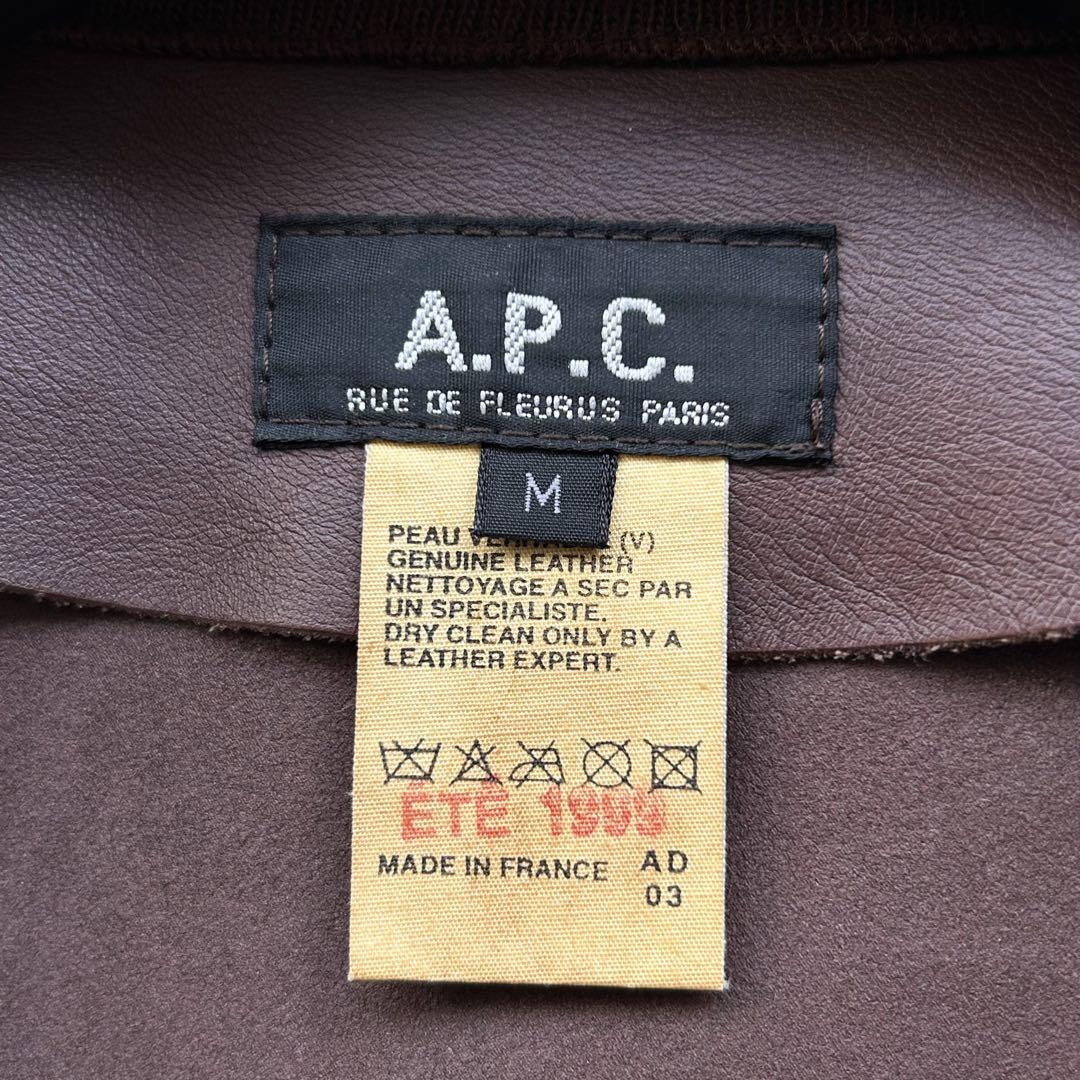 A.P.C.
RUE DE FLEURUS PARIS
M
PEAU (V)
GENUINE LEATHER
NETTOYAGE A SEC PAR
UN SPECIALISTE.
DRY CLEAN ONLY BY A
LEATHER EXPERT.
ÉTÉ 1999
MADE IN FRANCE AD
03